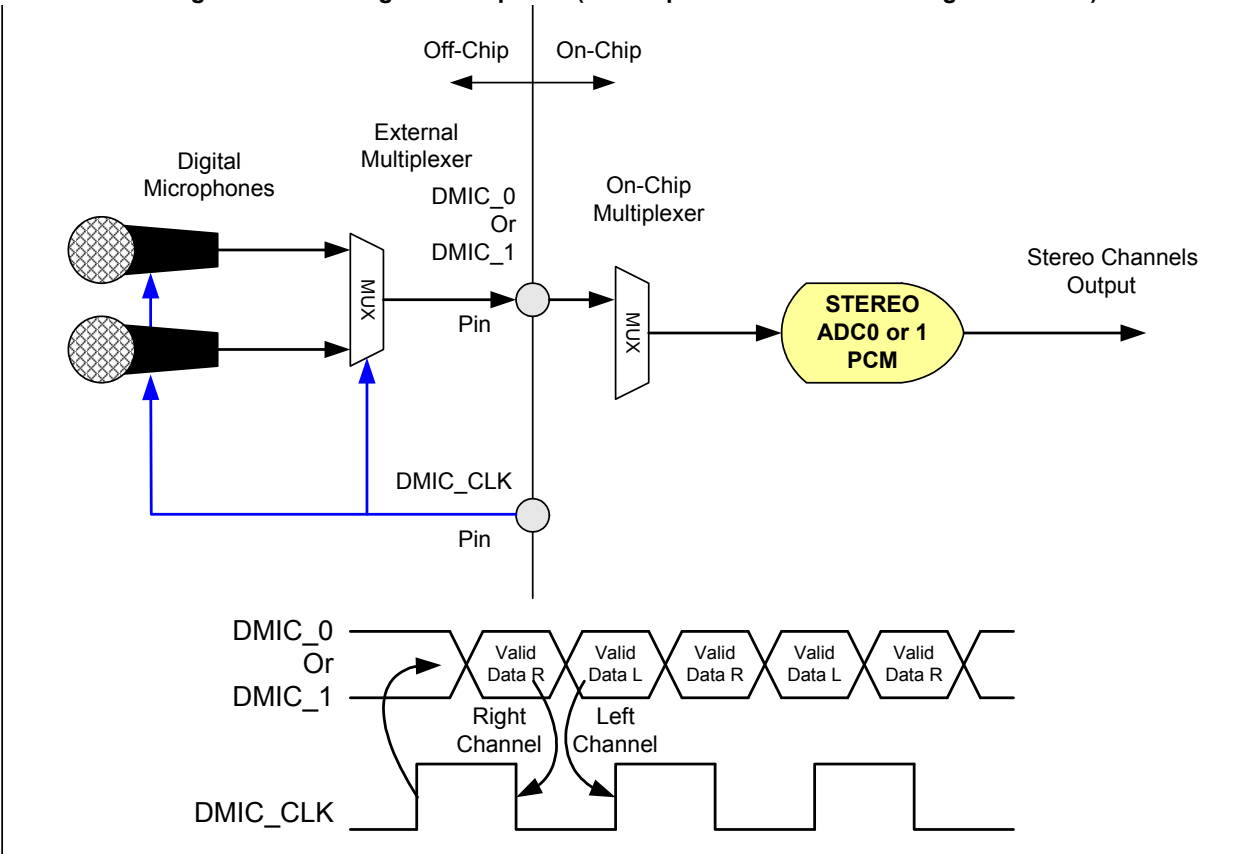 Off-Chip
On-Chip
External
Multiplexer
Digital
Microphones
DMIC_0
Or
DMIC_1
On-Chip
Multiplexer
MUX
Pin
MUX
STEREO
ADC0 or 1
PCM
Stereo Channels
Output
DMIC_CLK
Pin
DMIC_0
Or
DMIC_1
Valid
Data R
Valid
Data L
Valid
Data R
Valid
Data L
Valid
Data R
Right
Channel
Left
Channel
DMIC_CLK